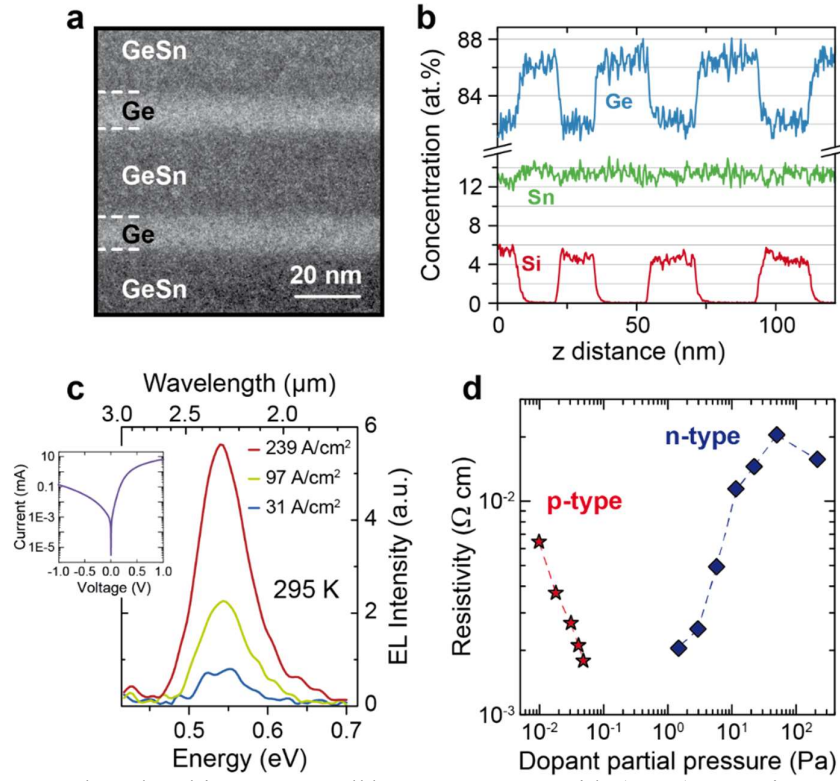 a
GeSn
Ge
GeSn
Ge
GeSn
20 nm
b
Concentration (at.%)
88
84
12
8
4
0
Ge
Sn
Si
0 50 100
z distance (nm)
c
Wavelength (μm)
3.0 2.5 2.0
239 A/cm²
97 A/cm²
31 A/cm²
295 K
Current (mA)
10
0.1
1E-3
1E-5
-1.0 -0.5 0.0 0.5 1.0
Voltage (V)
6
4
2
0
EL Intensity (a.u.)
0.5 0.6 0.7
Energy (eV)
d
Resistivity (Ω cm)
10⁻²
10⁻³
p-type
n-type
10⁻² 10⁻¹ 10⁰ 10¹ 10²
Dopant partial pressure (Pa)